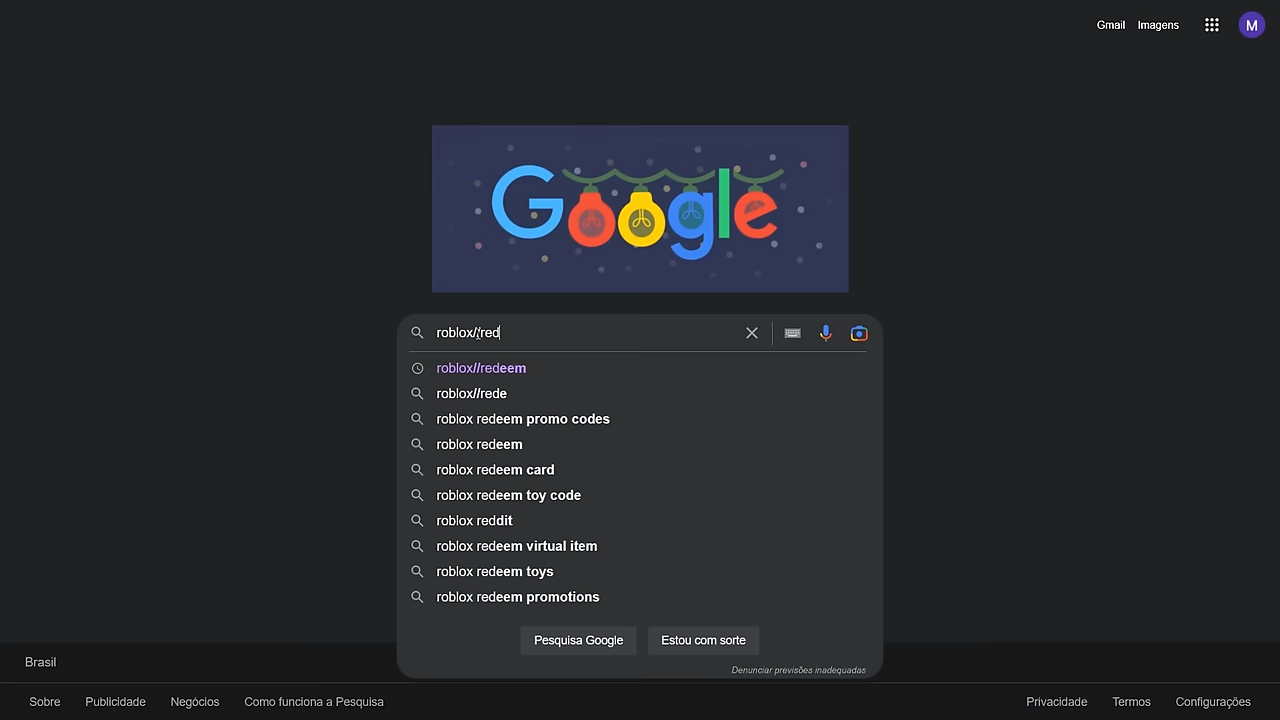 Gmail Imagens M
Google
roblox//red
roblox//redeem
roblox//rede
roblox redeem promo codes
roblox redeem
roblox redeem card
roblox redeem toy code
roblox reddit
roblox redeem virtual item
roblox redeem toys
roblox redeem promotions
Pesquisa Google Estou com sorte
Denunciar previsões inadequadas
Brasil
Sobre Publicidade Negócios Como funciona a Pesquisa Privacidade Termos Configurações